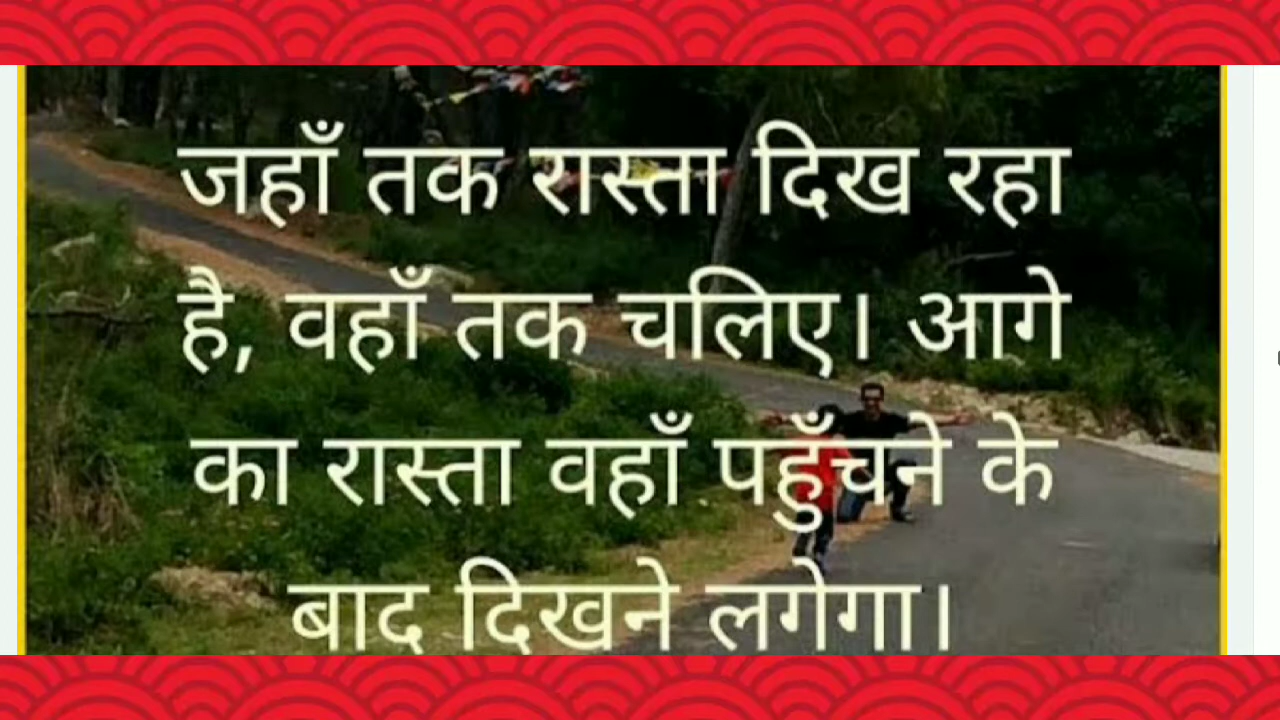 जहाँ तक रास्ता दिख रहा
है, वहाँ तक चलिए। आगे
का रास्ता वहाँ पहुँचने के
बाद दिखने लगेगा।